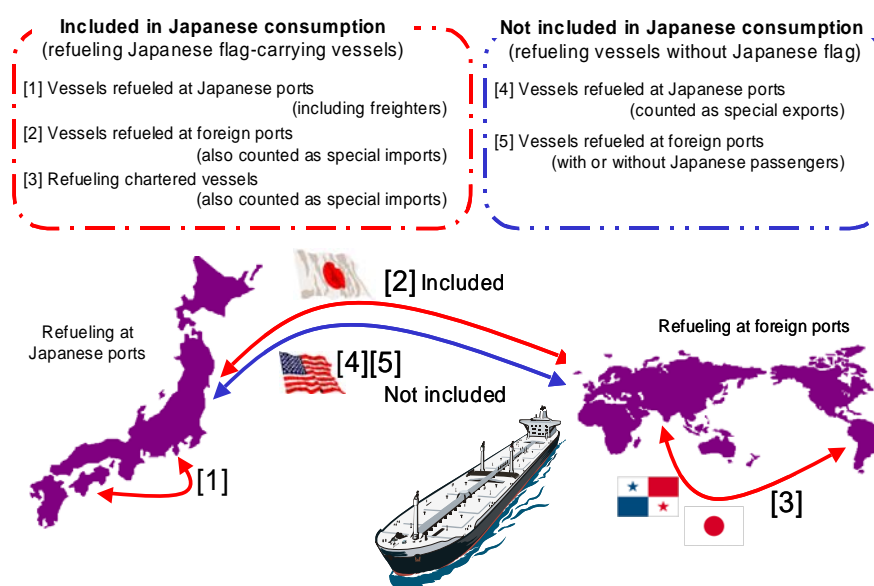 Included in Japanese consumption
(refueling Japanese flag-carrying vessels)
[1] Vessels refueled at Japanese ports
(including freighters)
[2] Vessels refueled at foreign ports
(also counted as special imports)
[3] Refueling chartered vessels
(also counted as special imports)
Not included in Japanese consumption
(refueling vessels without Japanese flag)
[4] Vessels refueled at Japanese ports
(counted as special exports)
[5] Vessels refueled at foreign ports
(with or without Japanese passengers)
[2] Included
Refueling at
Japanese ports
Refueling at foreign ports
[4][5]
Not included
[1]
[3]